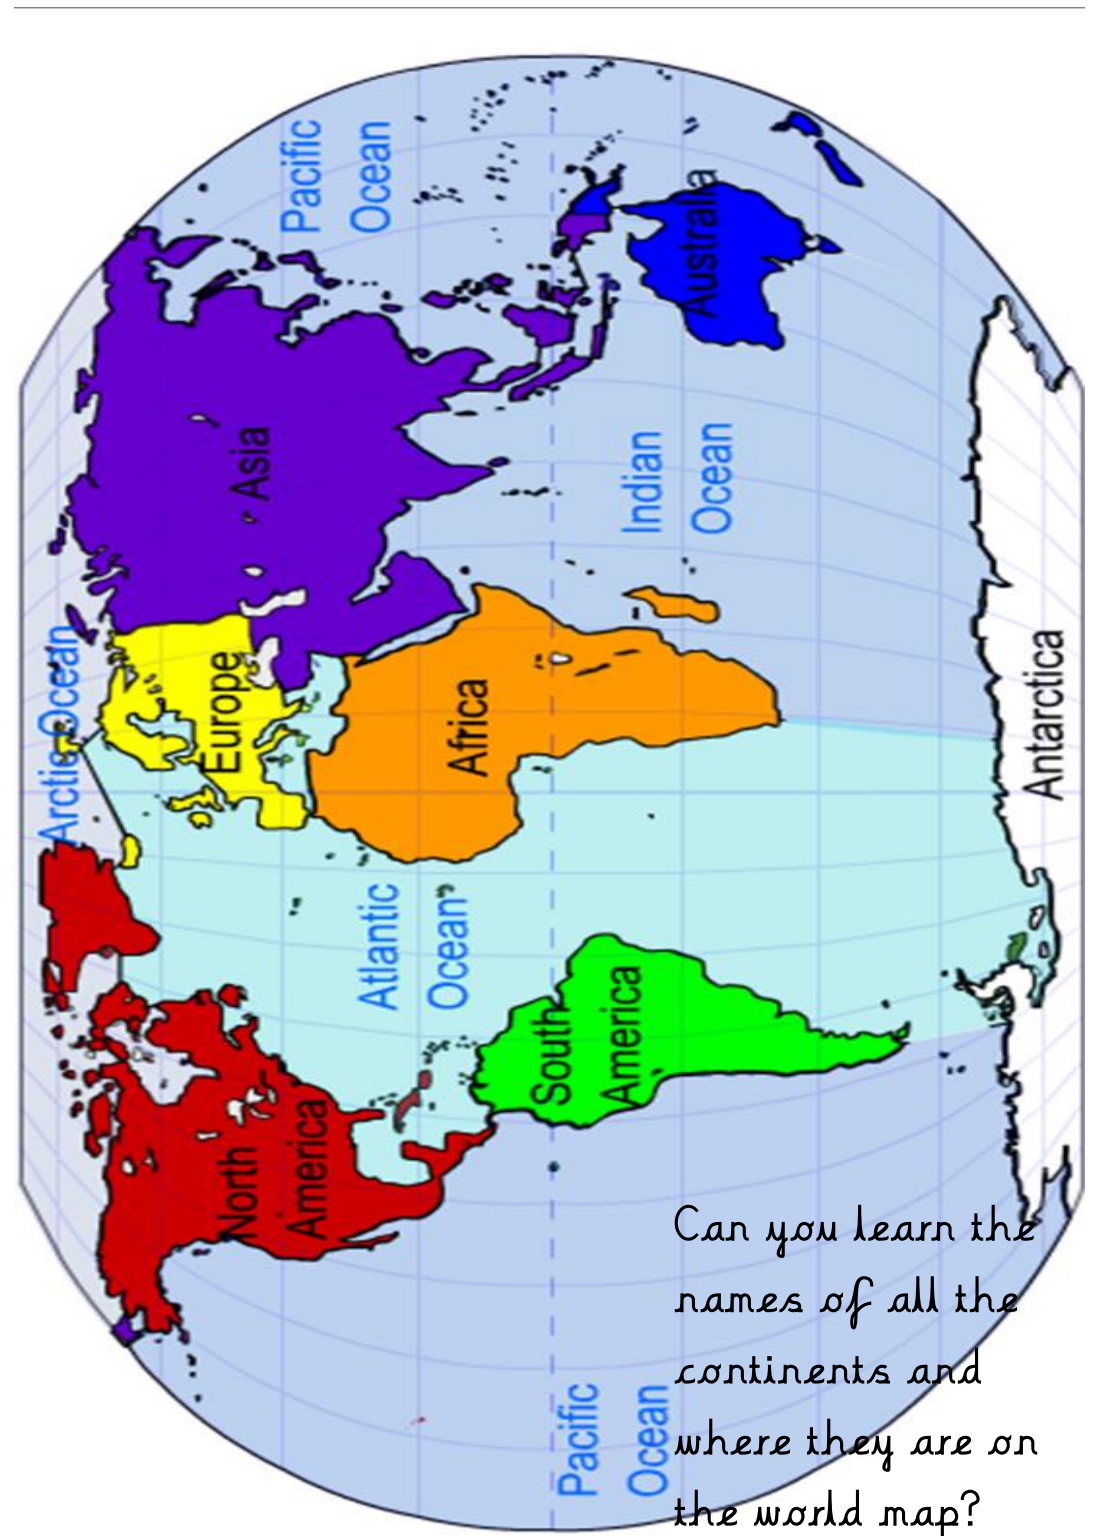 Arctic Ocean
Pacific
Ocean
Asia
Europe
North
America
Atlantic
Ocean
Africa
South
America
Indian
Ocean
Australia
Pacific
Ocean
Antarctica
Can you learn the
names of all the
continents and
where they are on
the world map?